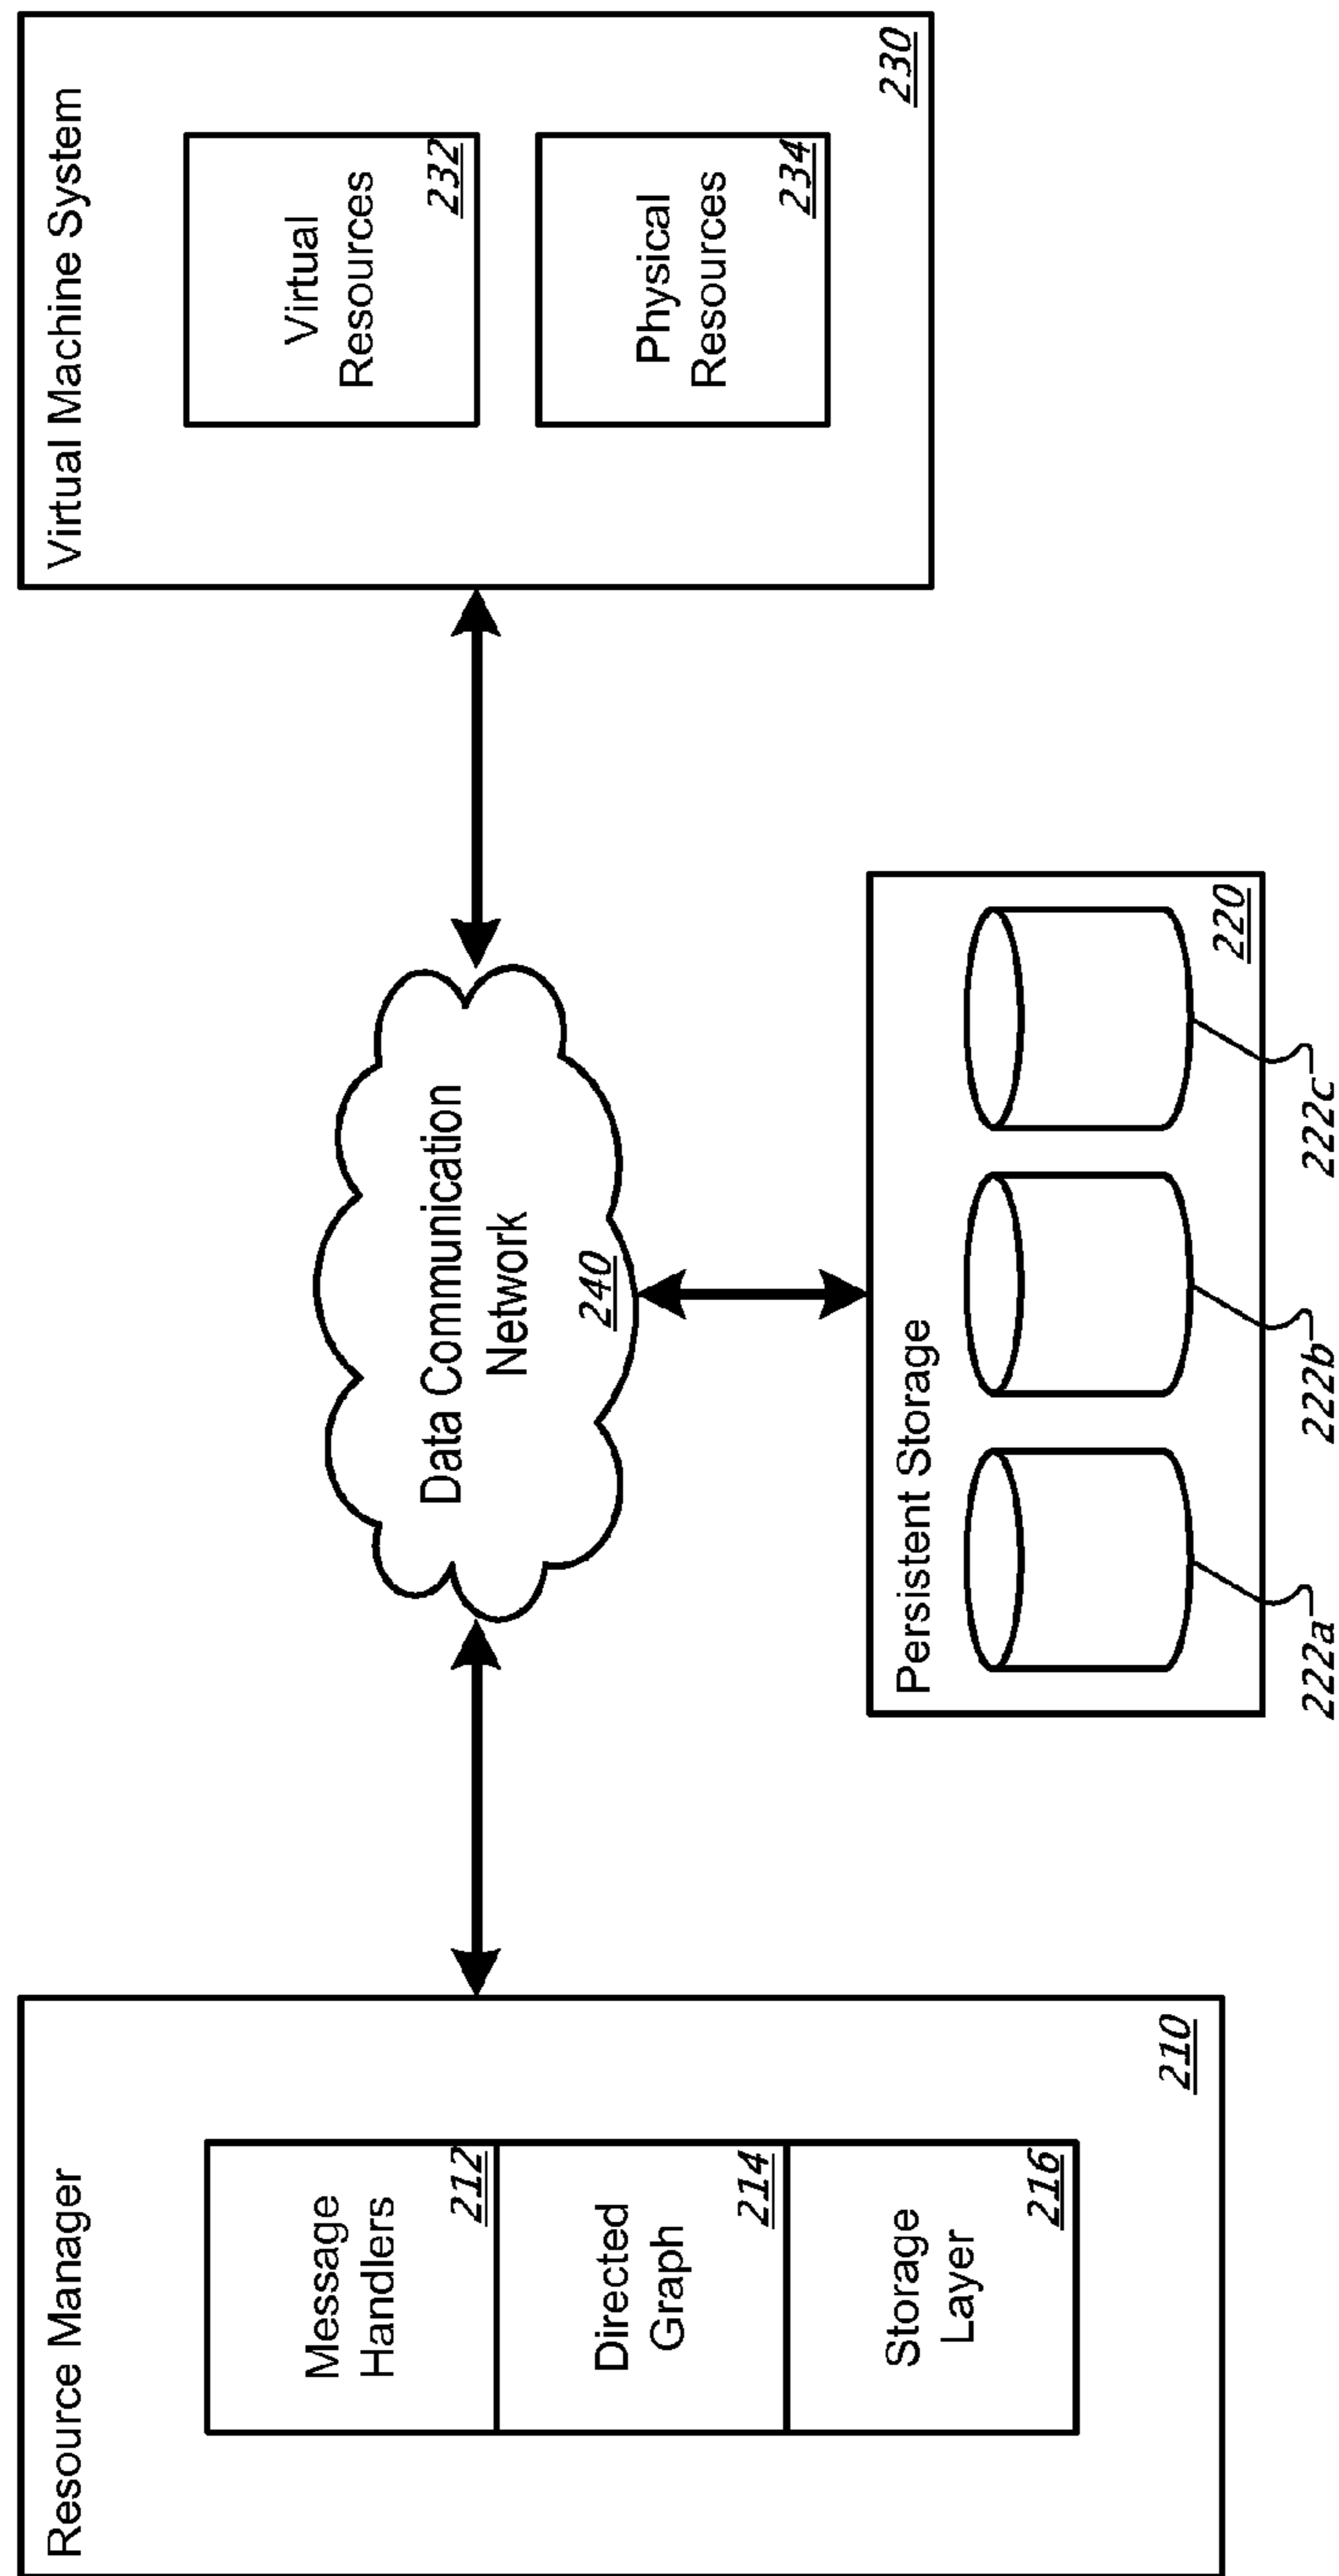 Resource Manager
Message
Handlers
212
Directed
Graph
214
Storage
Layer
216
210
Data Communication
Network
240
Persistent Storage
220
222a
222b
222c
Virtual Machine System
Virtual
Resources
232
Physical
Resources
234
230